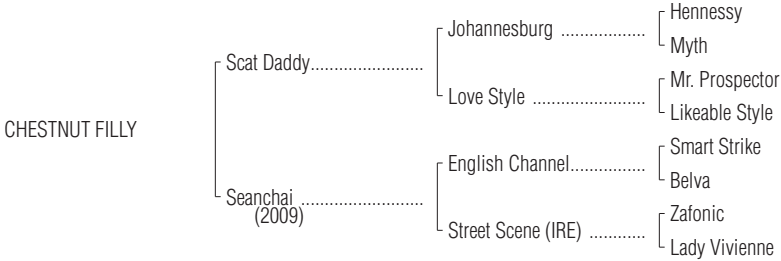 Hennessy
Johannesburg ....................
Myth
Scat Daddy.........................
Mr. Prospector
Love Style .........................
Likeable Style
CHESTNUT FILLY
Smart Strike
English Channel.................
Belva
Seanchai ...........................
(2009)
Zafonic
Street Scene (IRE) .............
Lady Vivienne